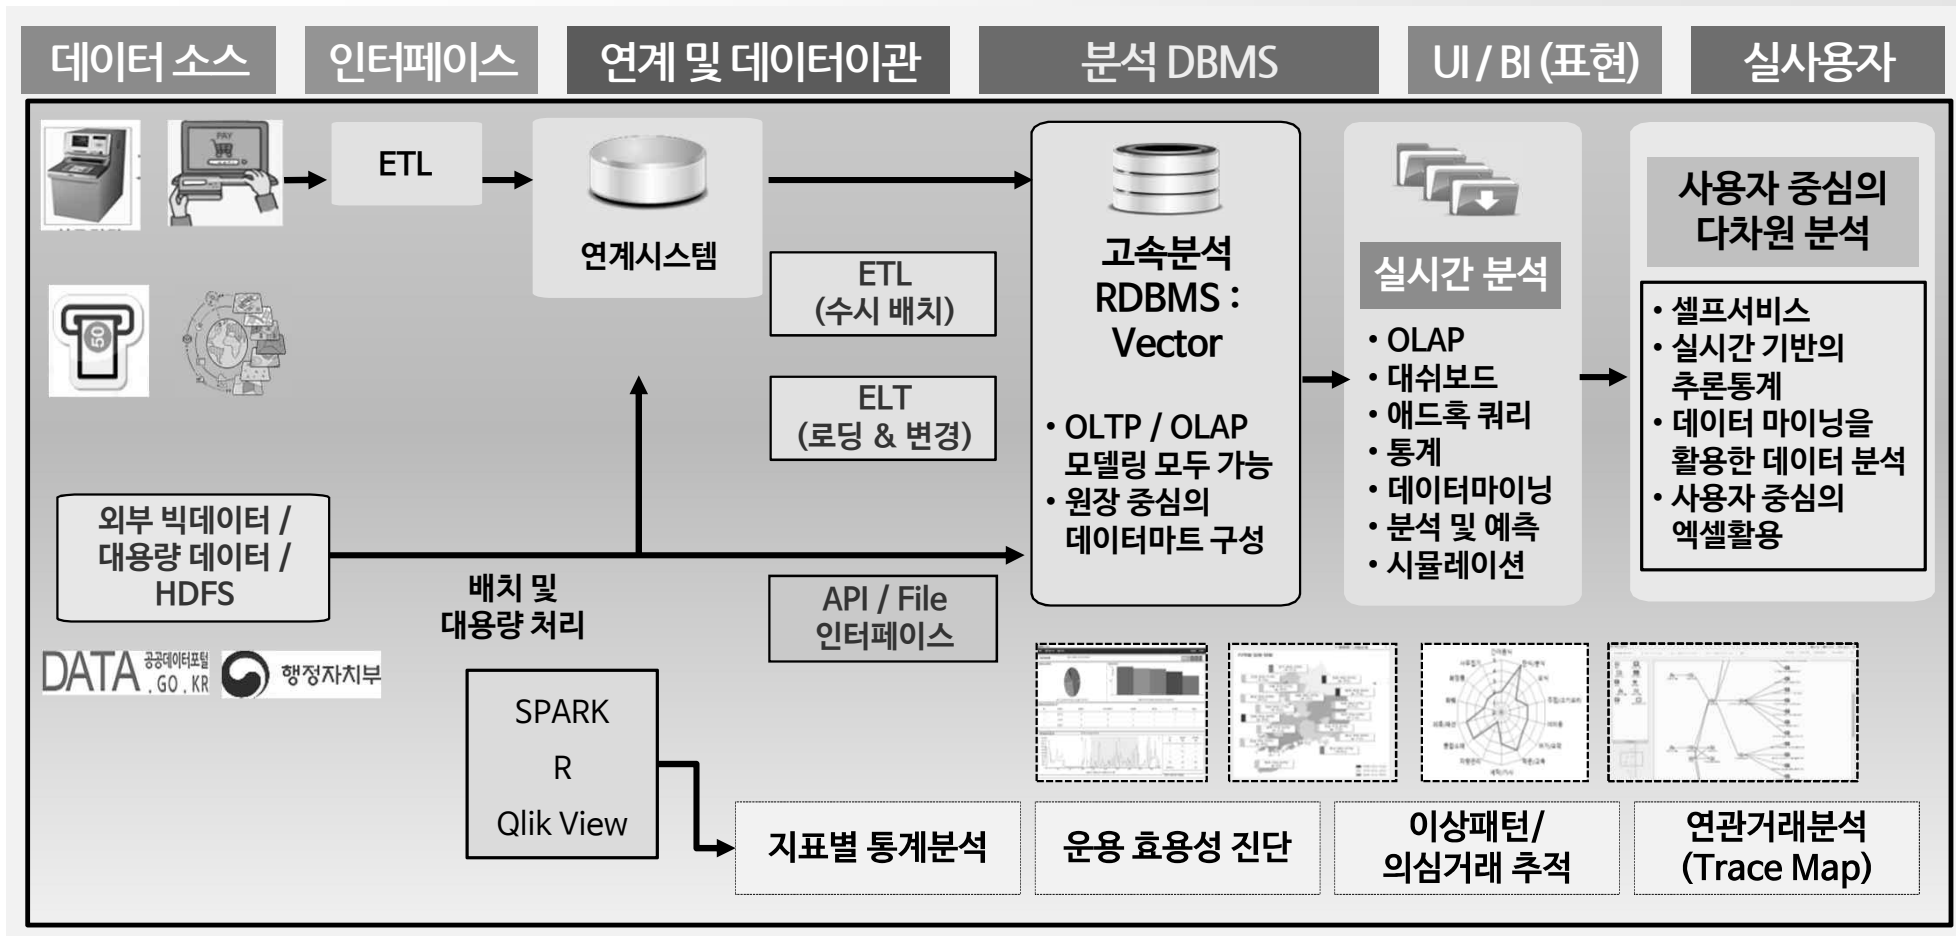 데이터 소스
인터페이스
연계 및 데이터이관
분석 DBMS
UI / BI (표현)
실사용자
PAY
ETL
연계시스템
ETL
(수시 배치)
ELT
(로딩 & 변경)
50
외부 빅데이터 /
대용량 데이터 /
HDFS
배치 및
대용량 처리
API / File
인터페이스
DATA 공공데이터포털
.GO.KR
행정자치부
고속분석
RDBMS :
Vector
• OLTP / OLAP
모델링 모두 가능
• 원장 중심의
데이터마트 구성
실시간 분석
• OLAP
• 대쉬보드
• 애드혹 쿼리
• 통계
• 데이터마이닝
• 분석 및 예측
• 시뮬레이션
사용자 중심의
다차원 분석
• 셀프서비스
• 실시간 기반의
추론통계
• 데이터 마이닝을
활용한 데이터 분석
• 사용자 중심의
엑셀활용
SPARK
R
Qlik View
지표별 통계분석
운용 효용성 진단
이상패턴/
의심거래 추적
연관거래분석
(Trace Map)